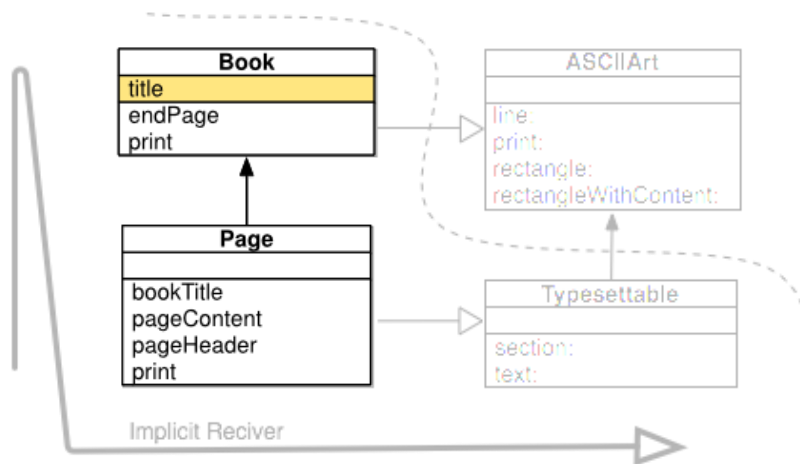 Book
title
endPage
print
ASCIIArt
line:
print:
rectangle:
rectangleWithContent:
Page
bookTitle
pageContent
pageHeader
print
Typesettable
section:
text:
Implicit Reciver